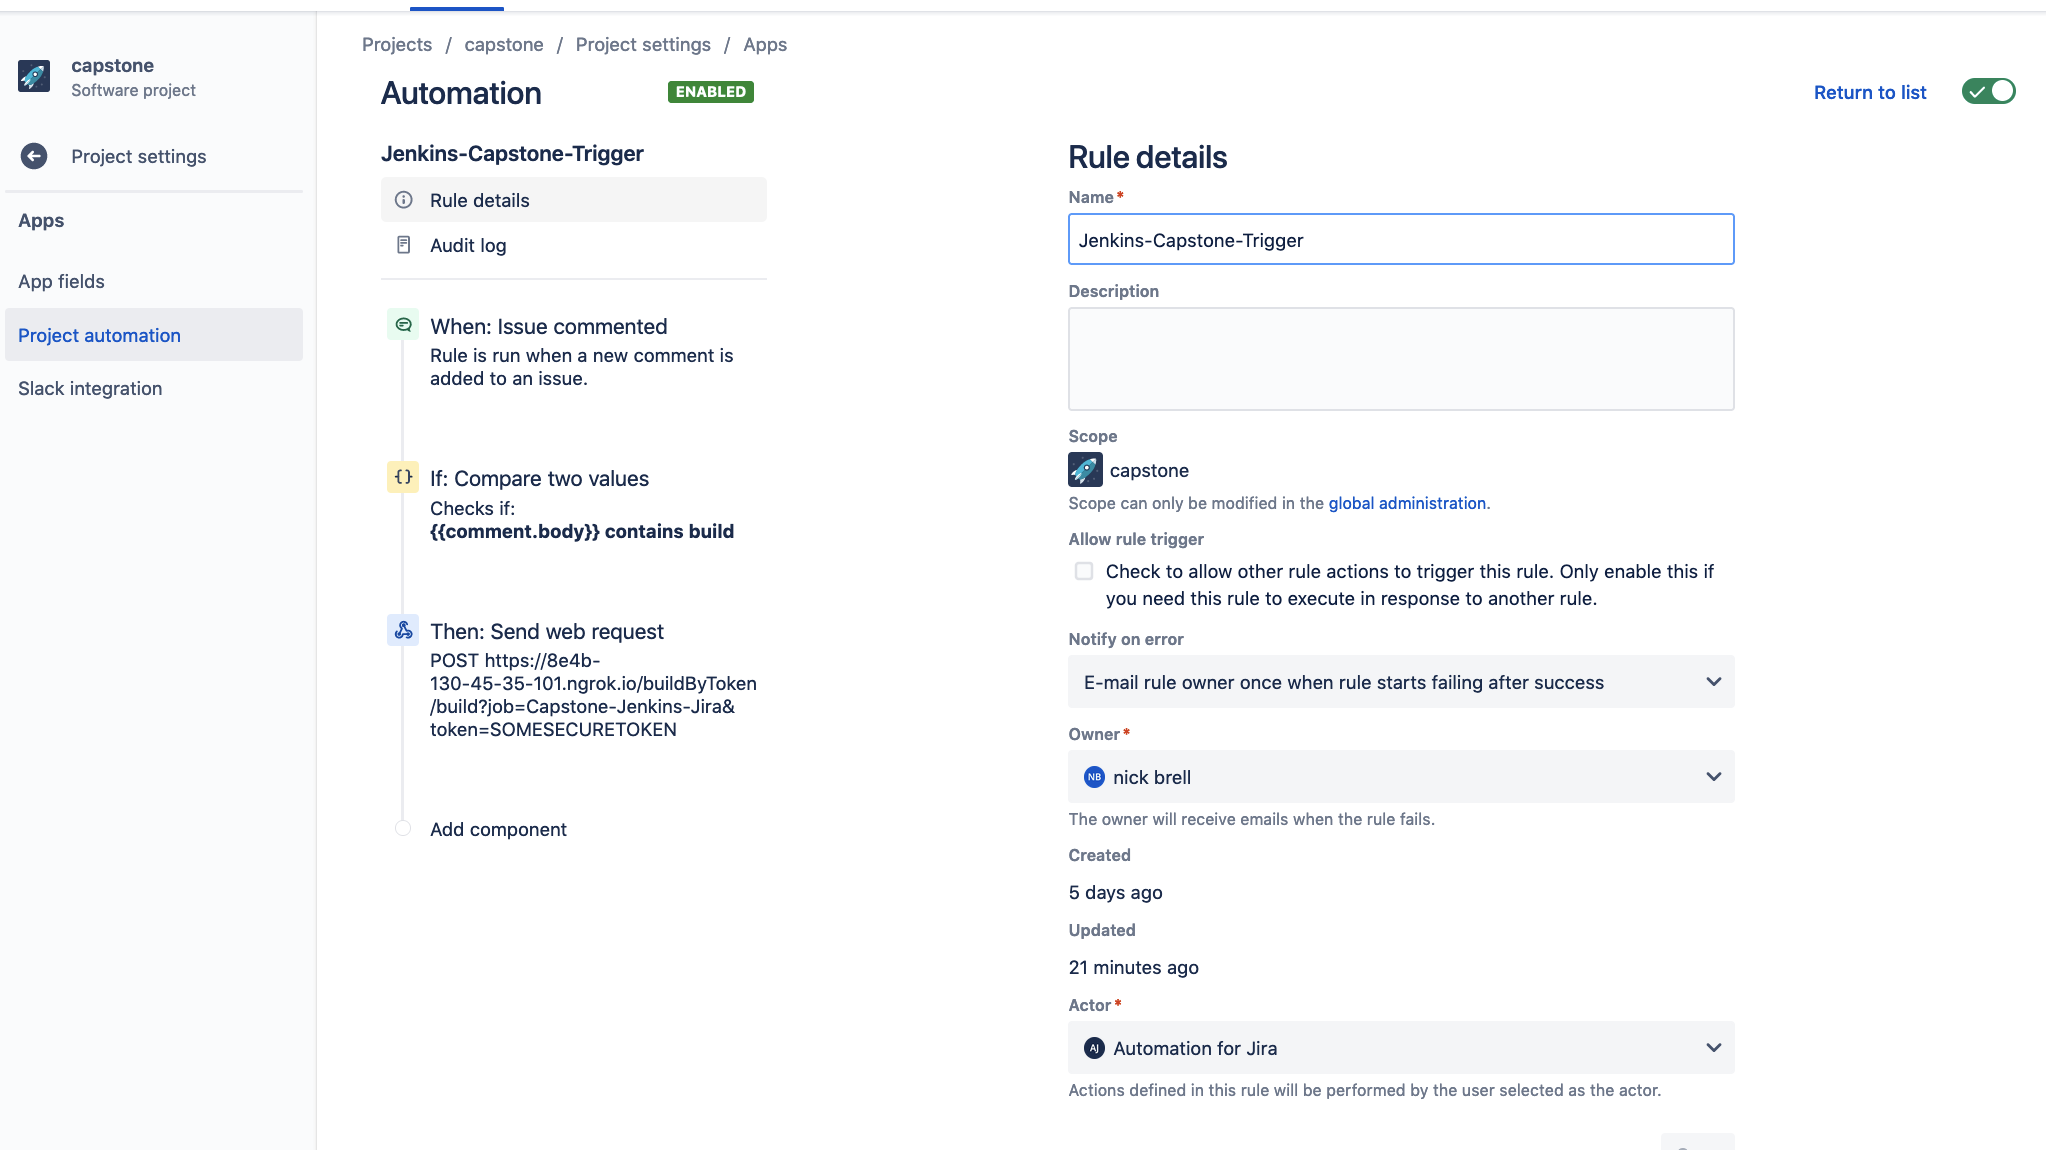 Projects / capstone / Project settings / Apps
capstone
Software project
Project settings
Apps
App fields
Project automation
Slack integration
Automation
ENABLED
Return to list
Jenkins-Capstone-Trigger
Rule details
Audit log
When: Issue commented
Rule is run when a new comment is
added to an issue.
{} If: Compare two values
Checks if:
{{comment.body}} contains build
Then: Send web request
POST https://8e4b-
130-45-35-101.ngrok.io/buildByToken
/build?job=Capstone-Jenkins-Jira&
token=SOMESECURETOKEN
Add component
Rule details
Name*
Jenkins-Capstone-Trigger
Description
Scope
capstone
Scope can only be modified in the global administration.
Allow rule trigger
Check to allow other rule actions to trigger this rule. Only enable this if
you need this rule to execute in response to another rule.
Notify on error
E-mail rule owner once when rule starts failing after success
Owner*
NB nick brell
The owner will receive emails when the rule fails.
Created
5 days ago
Updated
21 minutes ago
Actor*
AJ Automation for Jira
Actions defined in this rule will be performed by the user selected as the actor.